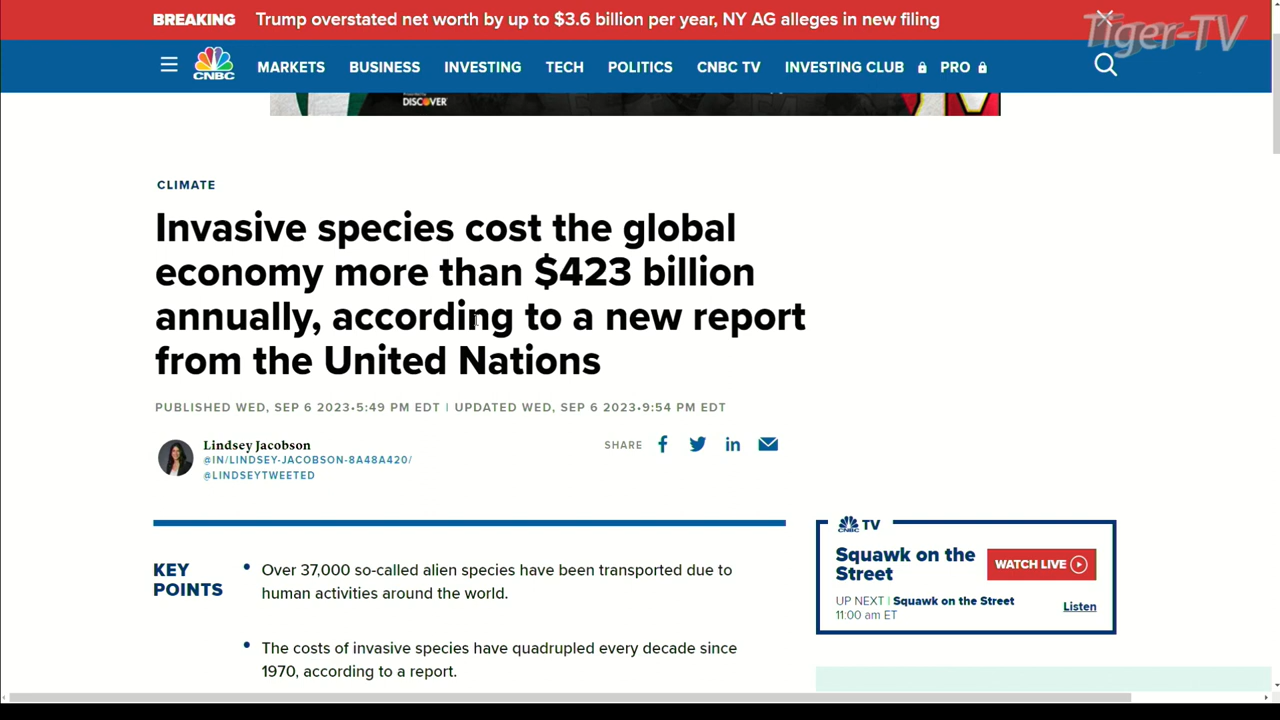 BREAKING Trump overstated net worth by up to $3.6 billion per year, NY AG alleges in new filing
Tiger-TV
CNBC
MARKETS BUSINESS INVESTING TECH POLITICS CNBC TV INVESTING CLUB PRO
DISCOVER
CLIMATE
Invasive species cost the global
economy more than $423 billion
annually, according to a new report
from the United Nations
PUBLISHED WED, SEP 6 2023•5:49 PM EDT | UPDATED WED, SEP 6 2023•9:54 PM EDT
Lindsey Jacobson
@IN/LINDSEY-JACOBSON-8A48A420/
@LINDSEYTWEETED
SHARE
KEY
POINTS
• Over 37,000 so-called alien species have been transported due to
human activities around the world.
• The costs of invasive species have quadrupled every decade since
1970, according to a report.
CNBC TV
Squawk on the
Street
WATCH LIVE
UP NEXT | Squawk on the Street
11:00 am ET
Listen